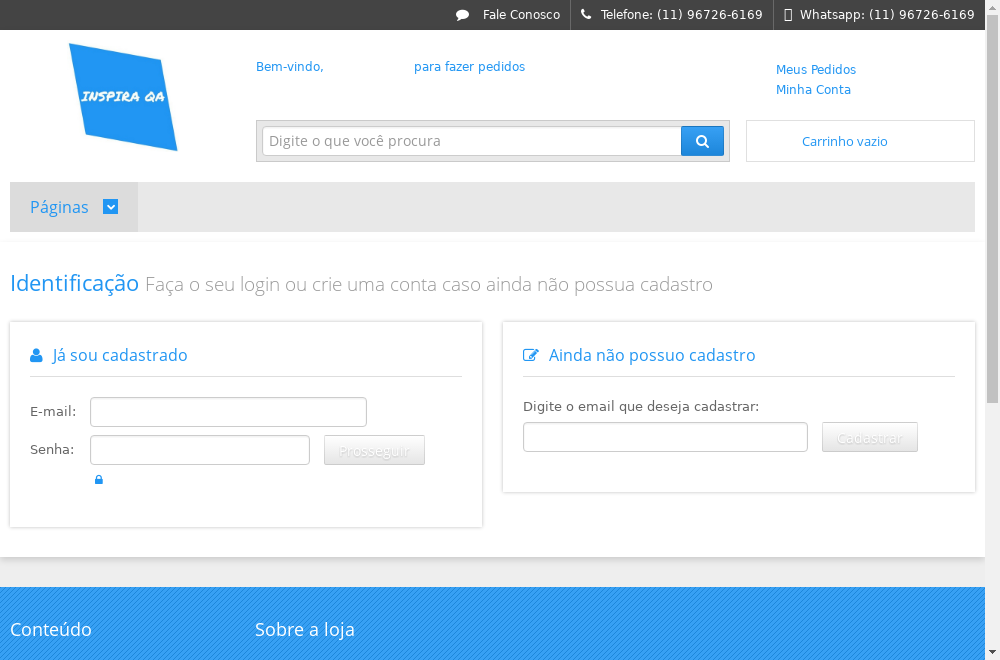 Fale Conosco
Telefone: (11) 96726-6169
Whatsapp: (11) 96726-6169
INSPIRA QA
Bem-vindo,
para fazer pedidos
Meus Pedidos
Minha Conta
Digite o que você procura
Carrinho vazio
Páginas
Identificação Faça o seu login ou crie uma conta caso ainda não possua cadastro
Já sou cadastrado
E-mail:
Senha:
Prosseguir
Ainda não possuo cadastro
Digite o email que deseja cadastrar:
Cadastrar
Conteúdo
Sobre a loja